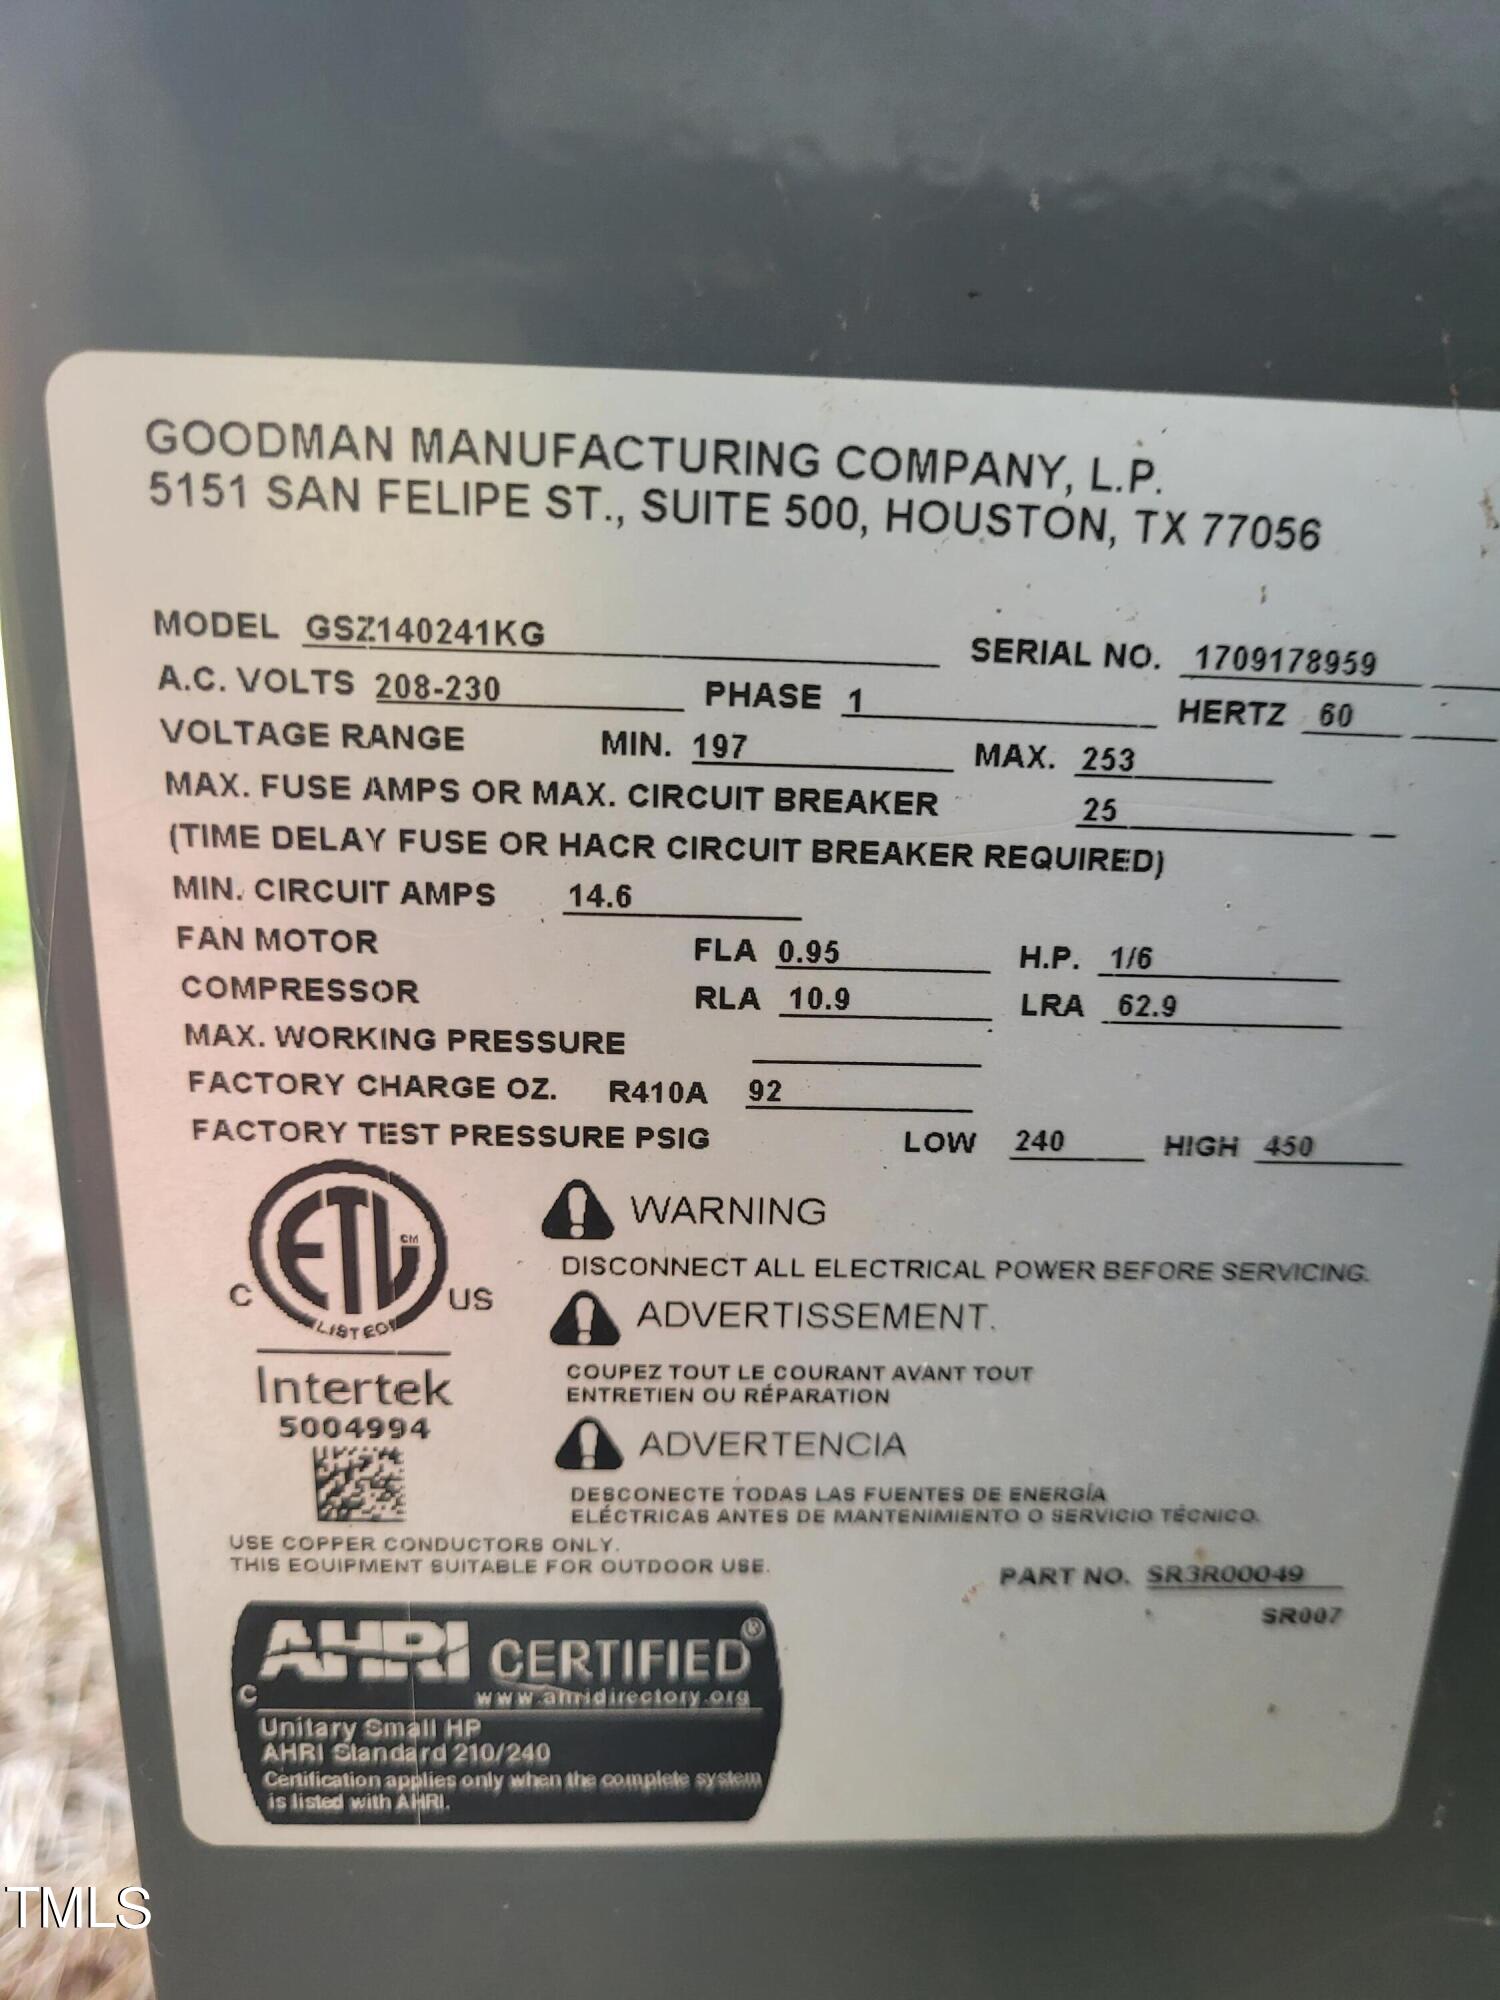 GOODMAN MANUFACTURING COMPANY, L.P.
5151 SAN FELIPE ST., SUITE 500, HOUSTON, TX 77056
MODEL GSZ140241KG SERIAL NO. 1709178959
A.C. VOLTS 208-230 PHASE 1 HERTZ 60
VOLTAGE RANGE MIN. 197 MAX. 253
MAX. FUSE AMPS OR MAX. CIRCUIT BREAKER 25
(TIME DELAY FUSE OR HACR CIRCUIT BREAKER REQUIRED)
MIN. CIRCUIT AMPS 14.6
FAN MOTOR FLA 0.95 H.P. 1/6
COMPRESSOR RLA 10.9 LRA 62.9
MAX. WORKING PRESSURE
FACTORY CHARGE OZ. R410A 92
FACTORY TEST PRESSURE PSIG LOW 240 HIGH 450
ETL CM
C US
LISTED
Intertek
5004994
WARNING
DISCONNECT ALL ELECTRICAL POWER BEFORE SERVICING.
ADVERTISSEMENT.
COUPEZ TOUT LE COURANT AVANT TOUT
ENTRETIEN OU RÉPARATION
ADVERTENCIA
DESCONECTE TODAS LAS FUENTES DE ENERGÍA
ELÉCTRICAS ANTES DE MANTENIMIENTO O SERVICIO TÉCNICO.
USE COPPER CONDUCTORS ONLY.
THIS EQUIPMENT SUITABLE FOR OUTDOOR USE.
PART NO. SR3R00049
SR007
AHRI CERTIFIED®
C www.ahridirectory.org
Unitary Small HP
AHRI Standard 210/240
Certification applies only when the complete system
is listed with AHRI.
TMLS